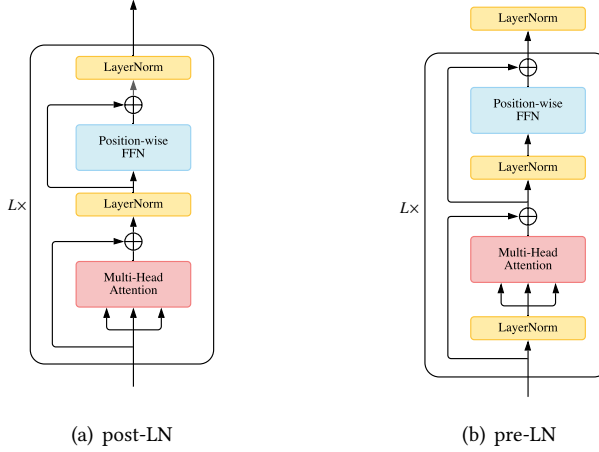 LayerNorm
Position-wise
FFN
LayerNorm
L×
Multi-Head
Attention
(a) post-LN
LayerNorm
Position-wise
FFN
LayerNorm
L×
Multi-Head
Attention
LayerNorm
(b) pre-LN